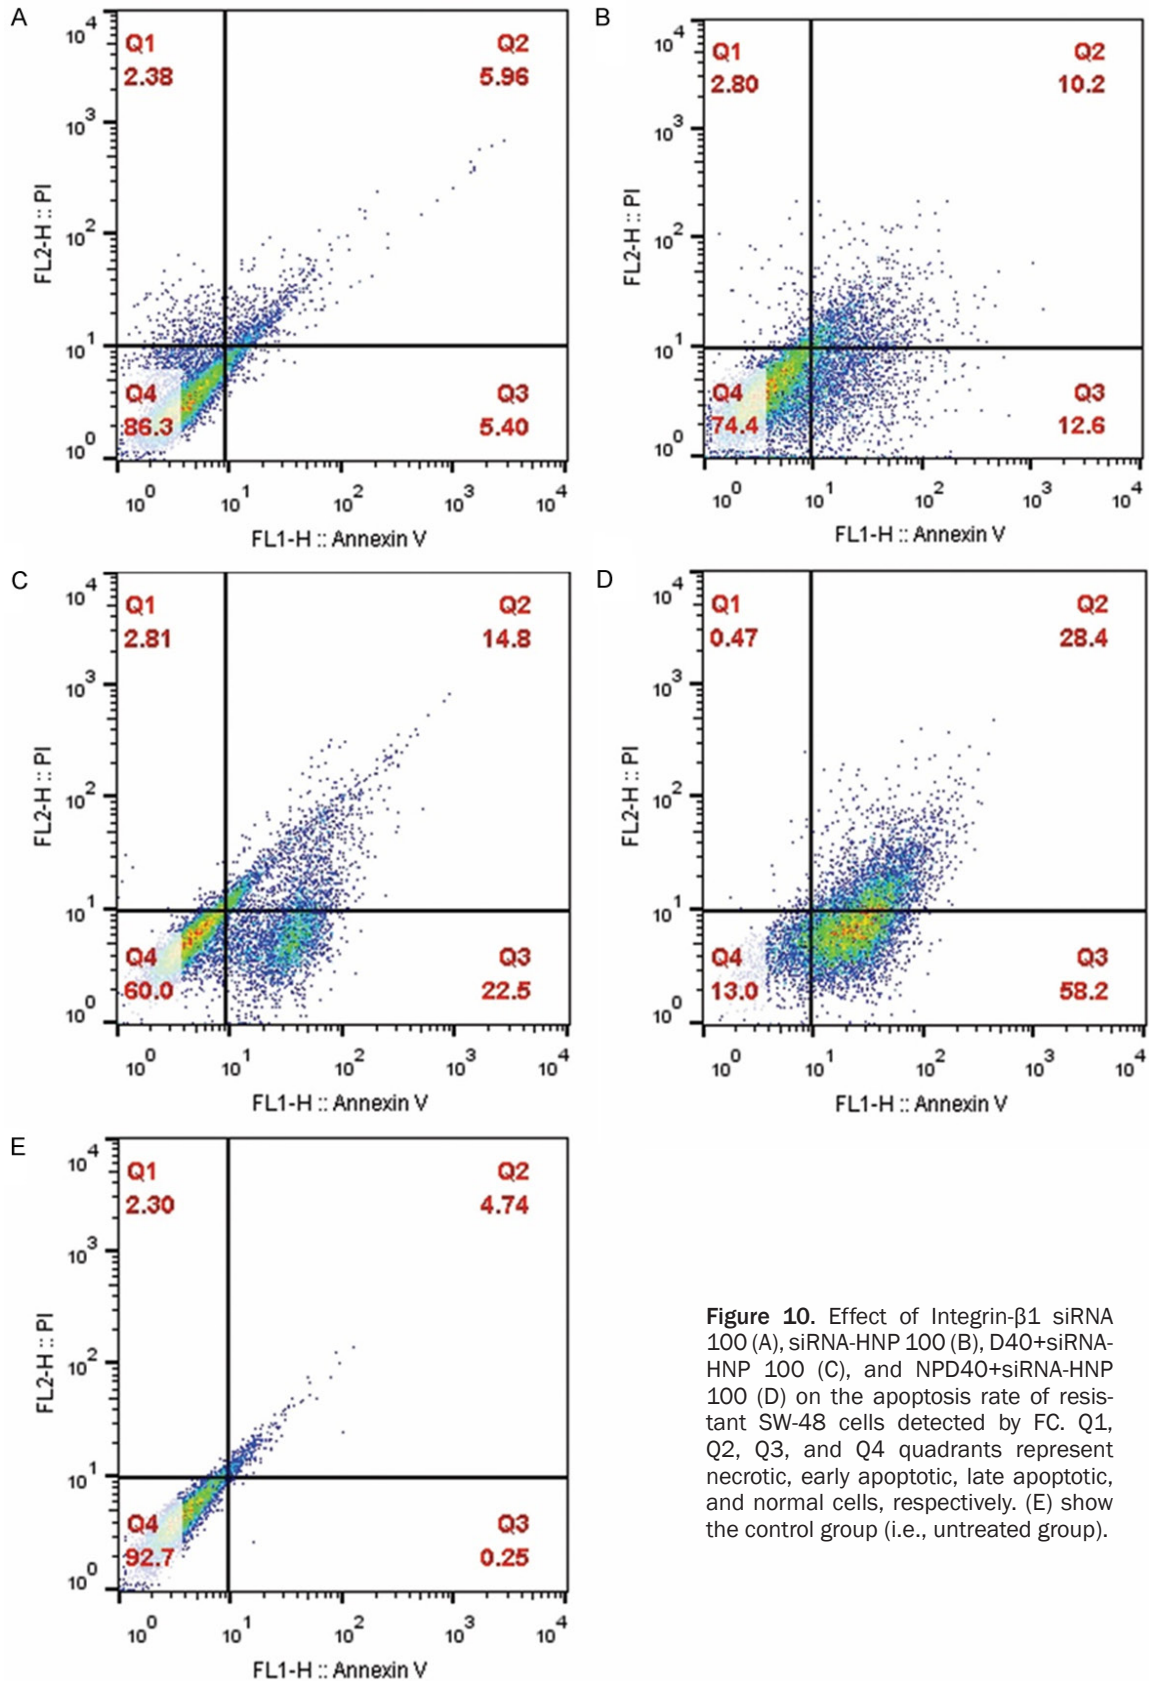 A
10^4
Q1
Q2
2.38
5.96
10^3
FL2-H :: PI
10^2
10^1
Q4
Q3
86.3
5.40
10^0
10^0 10^1 10^2 10^3 10^4
FL1-H :: Annexin V
B
10^4
Q1
Q2
2.80
10.2
10^3
FL2-H :: PI
10^2
10^1
Q4
Q3
74.4
12.6
10^0
10^0 10^1 10^2 10^3 10^4
FL1-H :: Annexin V
C
10^4
Q1
Q2
2.81
14.8
10^3
FL2-H :: PI
10^2
10^1
Q4
Q3
60.0
22.5
10^0
10^0 10^1 10^2 10^3 10^4
FL1-H :: Annexin V
D
10^4
Q1
Q2
0.47
28.4
10^3
FL2-H :: PI
10^2
10^1
Q4
Q3
13.0
58.2
10^0
10^0 10^1 10^2 10^3 10^4
FL1-H :: Annexin V
E
10^4
Q1
Q2
2.30
4.74
10^3
FL2-H :: PI
10^2
10^1
Q4
Q3
92.7
0.25
10^0
10^0 10^1 10^2 10^3 10^4
FL1-H :: Annexin V
Figure 10. Effect of Integrin-β1 siRNA
100 (A), siRNA-HNP 100 (B), D40+siRNA-
HNP 100 (C), and NPD40+siRNA-HNP
100 (D) on the apoptosis rate of resis-
tant SW-48 cells detected by FC. Q1,
Q2, Q3, and Q4 quadrants represent
necrotic, early apoptotic, late apoptotic,
and normal cells, respectively. (E) show
the control group (i.e., untreated group).